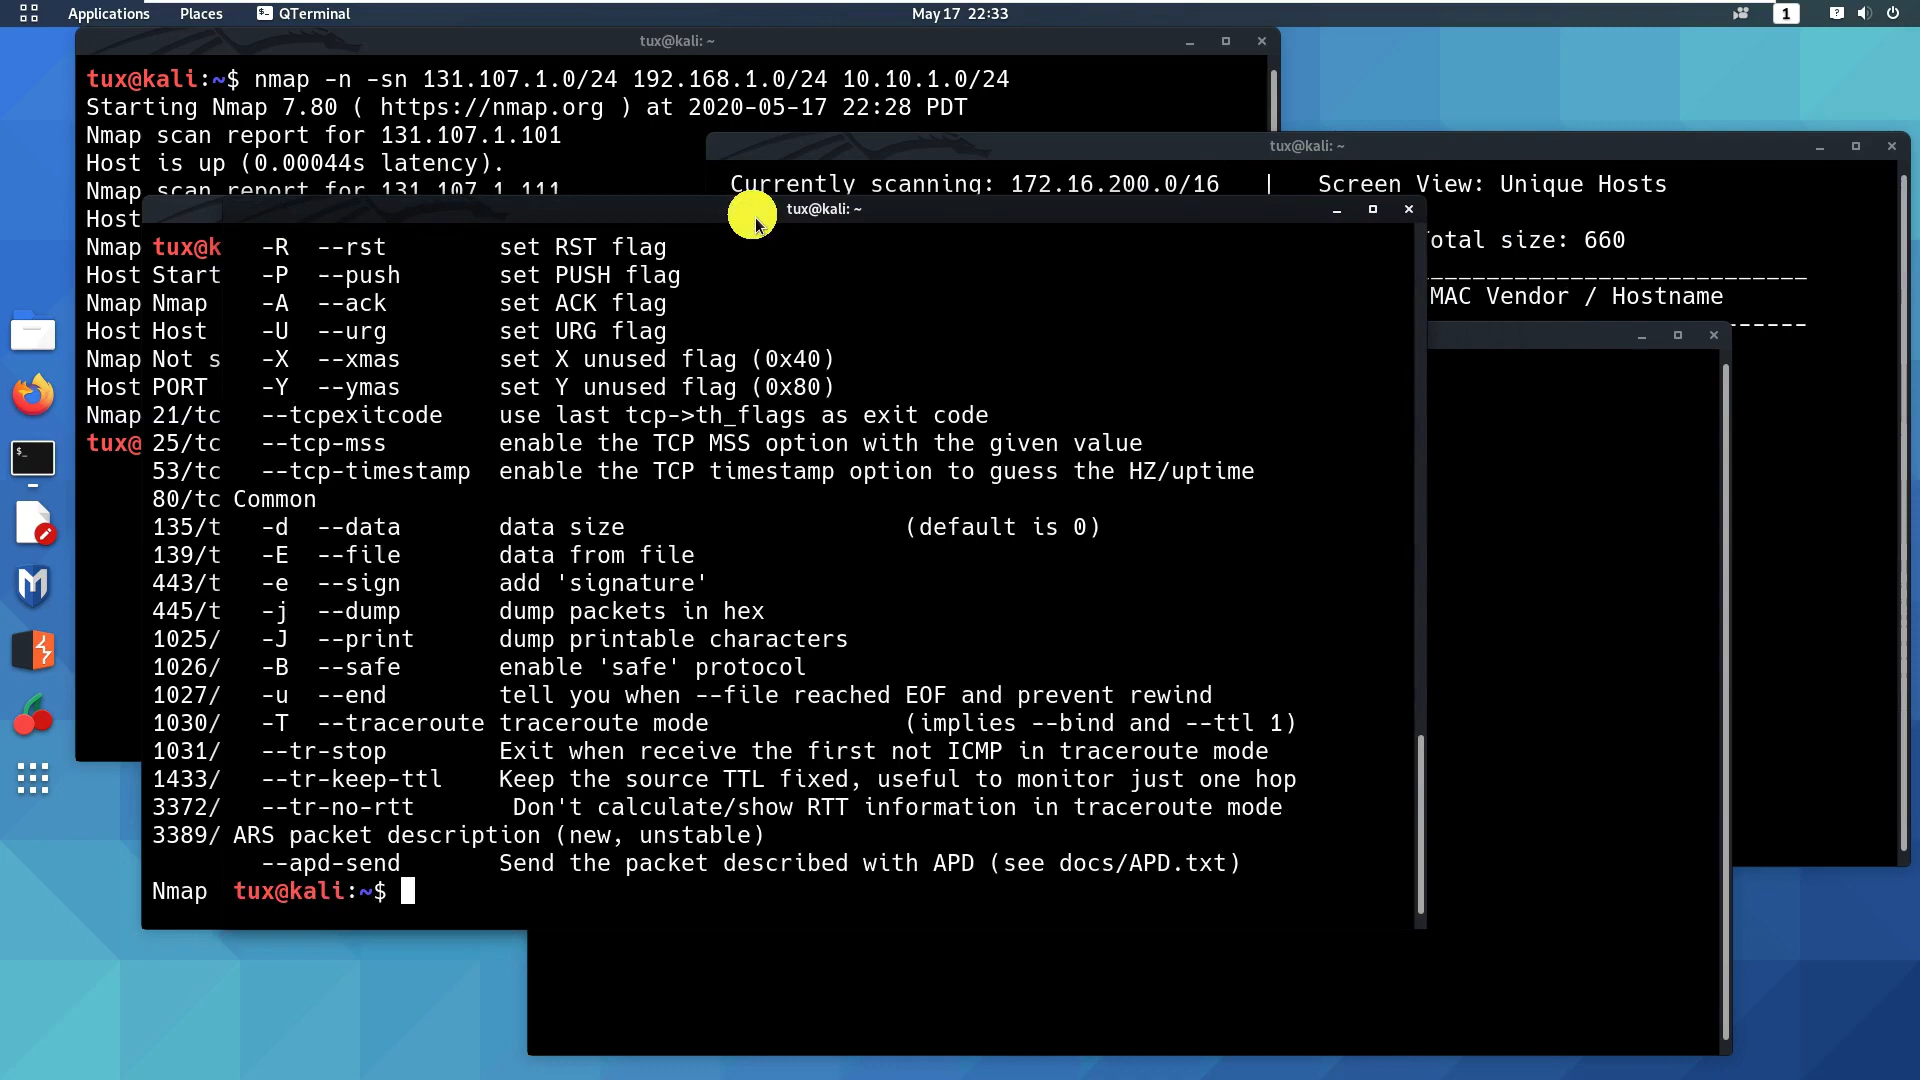 Applications Places QTerminal May 17 22:33 1
tux@kali: ~
tux@kali:~$ nmap -n -sn 131.107.1.0/24 192.168.1.0/24 10.10.1.0/24
Starting Nmap 7.80 ( https://nmap.org ) at 2020-05-17 22:28 PDT
Nmap scan report for 131.107.1.101
Host is up (0.00044s latency).
Nmap scan report for 131.107.1.111
Host
Nmap
Host
Nmap
Host
Nmap
Host
Nmap
tux@
tux@kali: ~
Currently scanning: 172.16.200.0/16 | Screen View: Unique Hosts
otal size: 660
MAC Vendor / Hostname
tux@k
Start
Nmap
Host
Not s
PORT
21/tc
25/tc
53/tc
80/tc
135/t
139/t
443/t
445/t
1025/
1026/
1027/
1030/
1031/
1433/
3372/
3389/
Nmap
tux@kali: ~
-R --rst set RST flag
-P --push set PUSH flag
-A --ack set ACK flag
-U --urg set URG flag
-X --xmas set X unused flag (0x40)
-Y --ymas set Y unused flag (0x80)
--tcpexitcode use last tcp->th_flags as exit code
--tcp-mss enable the TCP MSS option with the given value
--tcp-timestamp enable the TCP timestamp option to guess the HZ/uptime
Common
-d --data data size (default is 0)
-E --file data from file
-e --sign add 'signature'
-j --dump dump packets in hex
-J --print dump printable characters
-B --safe enable 'safe' protocol
-u --end tell you when --file reached EOF and prevent rewind
-T --traceroute traceroute mode (implies --bind and --ttl 1)
--tr-stop Exit when receive the first not ICMP in traceroute mode
--tr-keep-ttl Keep the source TTL fixed, useful to monitor just one hop
--tr-no-rtt Don't calculate/show RTT information in traceroute mode
ARS packet description (new, unstable)
--apd-send Send the packet described with APD (see docs/APD.txt)
tux@kali:~$